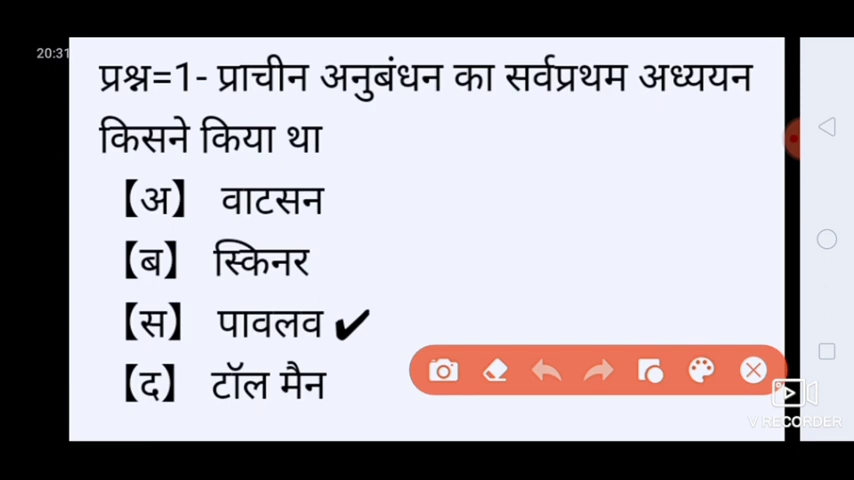 20:31
प्रश्न=1- प्राचीन अनुबंधन का सर्वप्रथम अध्ययन
किसने किया था
【अ】 वाटसन
【ब】 स्किनर
【स】 पावलव ✔
【द】 टॉल मैन
V RECORDER